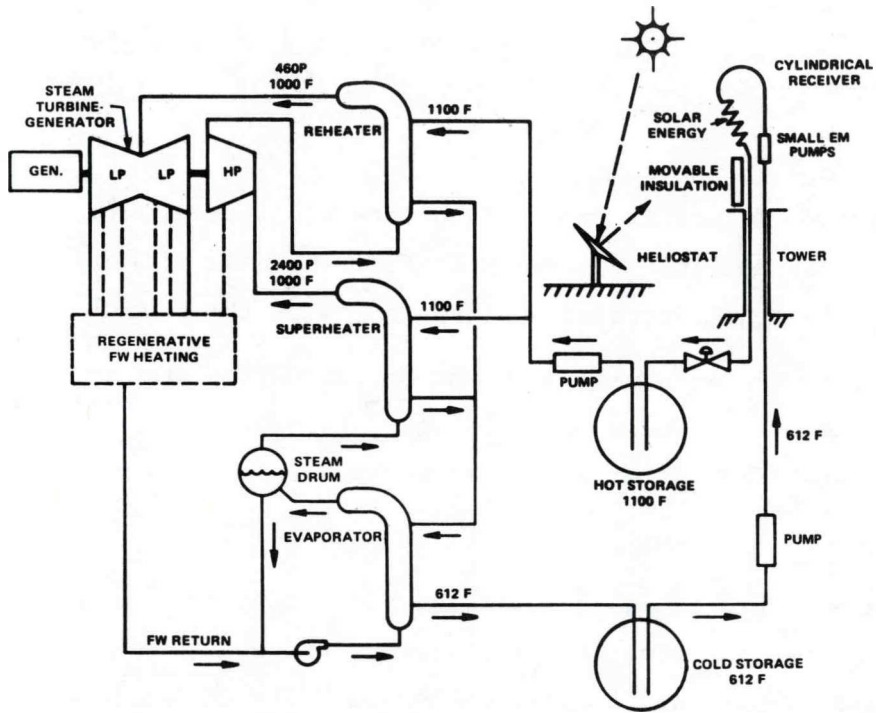 460P
1000 F
STEAM
TURBINE-
GENERATOR
REHEATER
1100 F
GEN.
LP
LP
HP
CYLINDRICAL
RECEIVER
SOLAR
ENERGY
SMALL EM
PUMPS
MOVABLE
INSULATION
HELIOSTAT
TOWER
2400 P
1000 F
SUPERHEATER
1100 F
REGENERATIVE
FW HEATING
PUMP
612 F
HOT STORAGE
1100 F
STEAM
DRUM
EVAPORATOR
PUMP
612 F
FW RETURN
COLD STORAGE
612 F